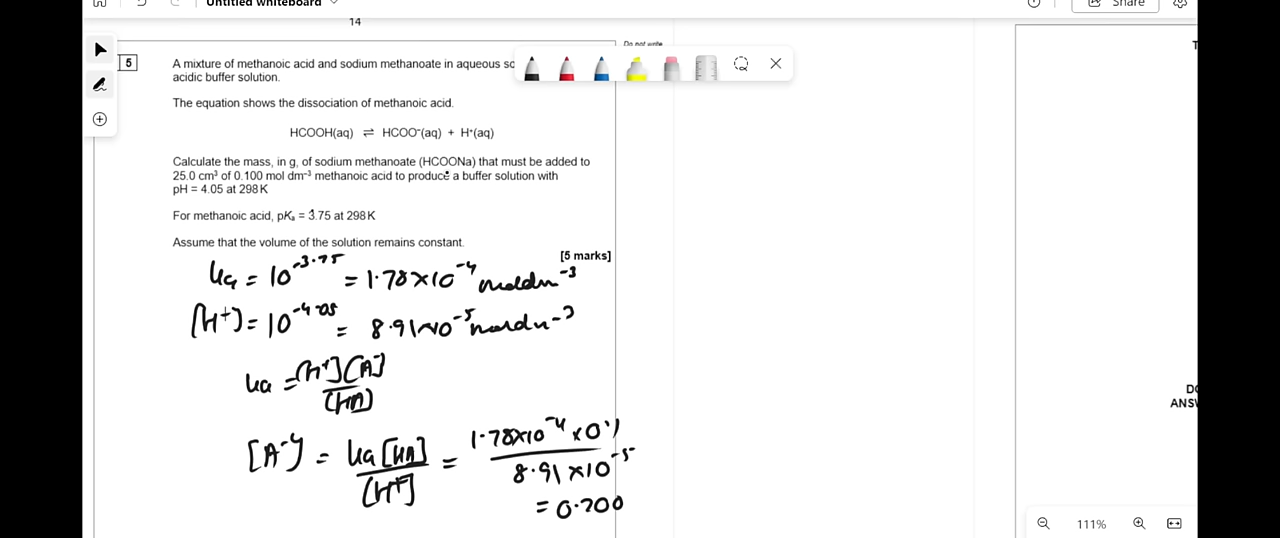 Untitled whiteboard
Share
14
Do not write
5
A mixture of methanoic acid and sodium methanoate in aqueous so
acidic buffer solution.
The equation shows the dissociation of methanoic acid.
HCOOH(aq) ⇌ HCOO⁻(aq) + H⁺(aq)
Calculate the mass, in g, of sodium methanoate (HCOONa) that must be added to
25.0 cm³ of 0.100 mol dm⁻³ methanoic acid to produce a buffer solution with
pH = 4.05 at 298 K
For methanoic acid, pKₐ = 3.75 at 298 K
Assume that the volume of the solution remains constant.
[5 marks]
Ka = 10^-3.75 = 1.78×10^-4 moldm^-3
[H+] = 10^-4.05 = 8.91×10^-5 moldm^-3
Ka = [H+][A-] / [HA]
[A-] = Ka[HA] / [H+] = 1.78×10^-4 × 0.1 / 8.91×10^-5
= 0.200
T
DO
ANSW
111%